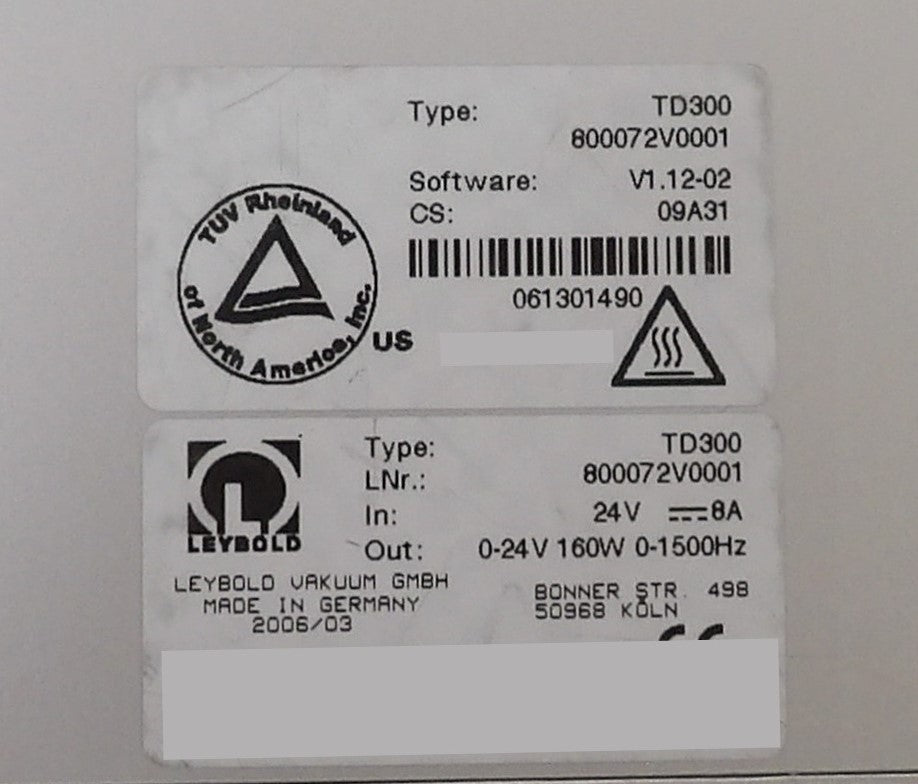 Type: TD300
800072V0001
Software: V1.12-02
CS: 09A31
061301490
TUV Rheinland
of North America, Inc.
US
Type: TD300
LNr.: 800072V0001
In: 24V ⎓8A
Out: 0-24V 160W 0-1500Hz
L
LEYBOLD
LEYBOLD VAKUUM GMBH
MADE IN GERMANY
2006/03
BONNER STR. 498
50968 KÖLN
CE